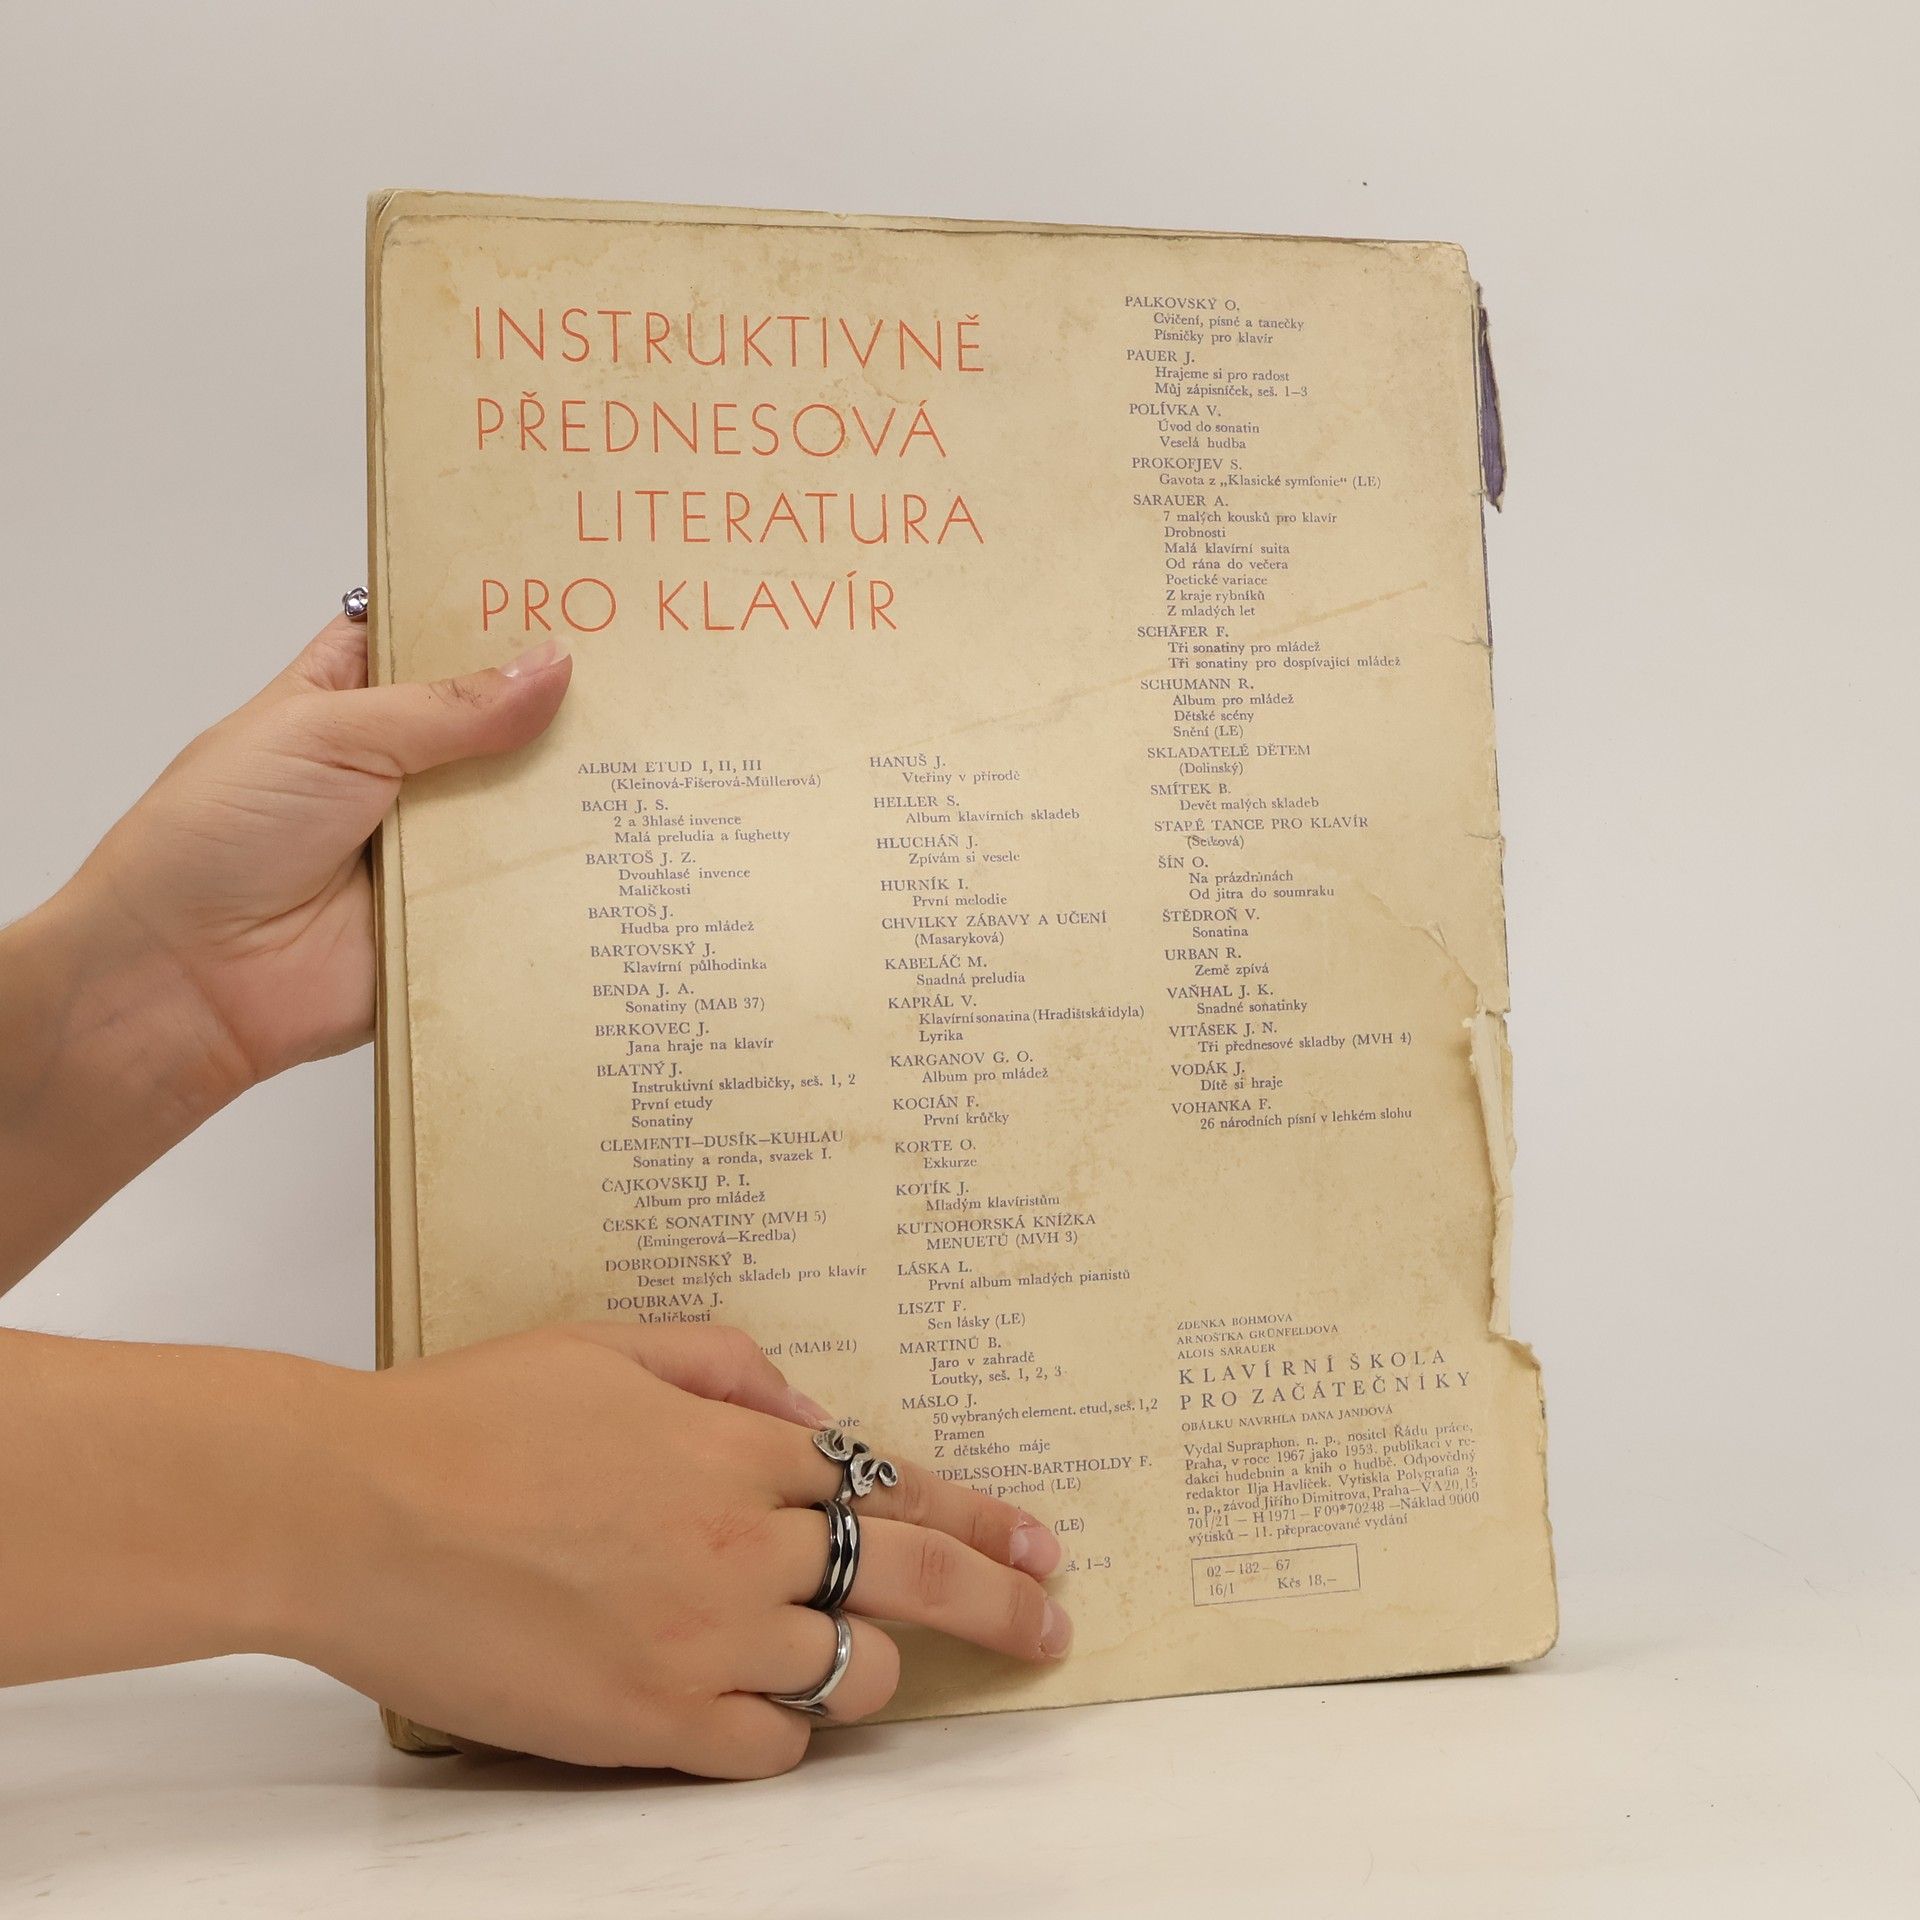 INSTRUKTIVNĚ
PŘEDNESOVÁ
LITERATURA
PRO KLAVÍR
ALBUM ETUD I, II, III
(Kleinová-Fišerová-Müllerová)
BACH J. S.
2 a 3hlasé invence
Malá preludia a fughetty
BARTOŠ J. Z.
Dvouhlasé invence
Maličkosti
BARTOŠ J.
Hudba pro mládež
BARTOVSKÝ J.
Klavírní půlhodinka
BENDA J. A.
Sonatiny (MAB 37)
BERKOVEC J.
Jana hraje na klavír
BLATNÝ J.
Instruktivní skladbičky, seš. 1, 2
První etudy
Sonatiny
CLEMENTI—DUSÍK—KUHLAU
Sonatiny a ronda, svazek I.
ČAJKOVSKIJ P. I.
Album pro mládež
ČESKÉ SONATINY (MVH 5)
(Emingerová—Kredba)
DOBRODINSKÝ B.
Deset malých skladeb pro klavír
DOUBRAVA J.
Maličkosti
(MAB 21)
HANUŠ J.
Vteřiny v přírodě
HELLER S.
Album klavírních skladeb
HLUCHÁŇ J.
Zpívám si vesele
HURNÍK I.
První melodie
CHVILKY ZÁBAVY A UČENÍ
(Masaryková)
KABELÁČ M.
Snadná preludia
KAPRÁL V.
Klavírní sonatina (Hradištská idyla)
Lyrika
KARGANOV G. O.
Album pro mládež
KOCIÁN F.
První krůčky
KORTE O.
Exkurze
KOTÍK J.
Mladým klavíristům
KUTNOHORSKÁ KNÍŽKA
MENUETŮ (MVH 3)
LÁSKA L.
První album mladých pianistů
LISZT F.
Sen lásky (LE)
MARTINŮ B.
Jaro v zahradě
Loutky, seš. 1, 2, 3
MÁSLO J.
50 vybraných element. etud, seš. 1,2
Pramen
Z dětského máje
NDELSSOHN-BARTHOLDY F.
pochod (LE)
(LE)
1—3
PALKOVSKÝ O.
Cvičení, písně a tanečky
Písničky pro klavír
PAUER J.
Hrajeme si pro radost
Můj zápisníček, seš. 1—3
POLÍVKA V.
Úvod do sonatin
Veselá hudba
PROKOFJEV S.
Gavota z „Klasické symfonie“ (LE)
SARAUER A.
7 malých kousků pro klavír
Drobnosti
Malá klavírní suita
Od rána do večera
Poetické variace
Z kraje rybníků
Z mladých let
SCHÄFER F.
Tři sonatiny pro mládež
Tři sonatiny pro dospívající mládež
SCHUMANN R.
Album pro mládež
Dětské scény
Snění (LE)
SKLADATELÉ DĚTEM
(Dolinský)
SMÍTEK B.
Devět malých skladeb
STARÉ TANCE PRO KLAVÍR
ŠÍN O.
Na prázdninách
Od jitra do soumraku
ŠTĚDROŇ V.
Sonatina
URBAN R.
Země zpívá
VAŇHAL J. K.
Snadné sonatinky
VITÁSEK J. N.
Tři přednesové skladby (MVH 4)
VODÁK J.
Dítě si hraje
VOHANKA F.
26 národních písní v lehkém slohu
ZDENKA BÖHMOVÁ
ARNOŠTKA GRÜNFELDOVÁ
ALOIS SARAUER
KLAVÍRNÍ ŠKOLA
PRO ZAČÁTEČNÍKY
OBÁLKU NAVRHLA DANA JANDOVÁ
Vydal Supraphon, n. p., nositel Řádu práce,
Praha, v roce 1967 jako 1953. publikaci v re-
dakci hudebnin a knih o hudbě. Odpovědný
redaktor Ilja Havlíček. Vytiskla Polygrafia 3,
n. p., závod Jiřího Dimitrova, Praha—VA 20,15
701/21 — H 1971 — F 09*70248 — Náklad 9000
výtisků — 11. přepracované vydání
02—182—67
16/1 Kčs 18,—